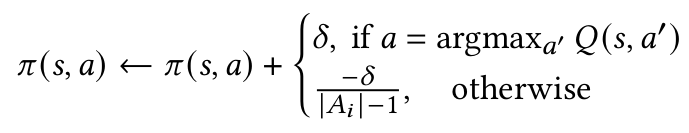 π(s, a) ← π(s, a) + { δ, if a = argmax_{a′} Q(s, a′)
−δ / (|A_i|−1), otherwise